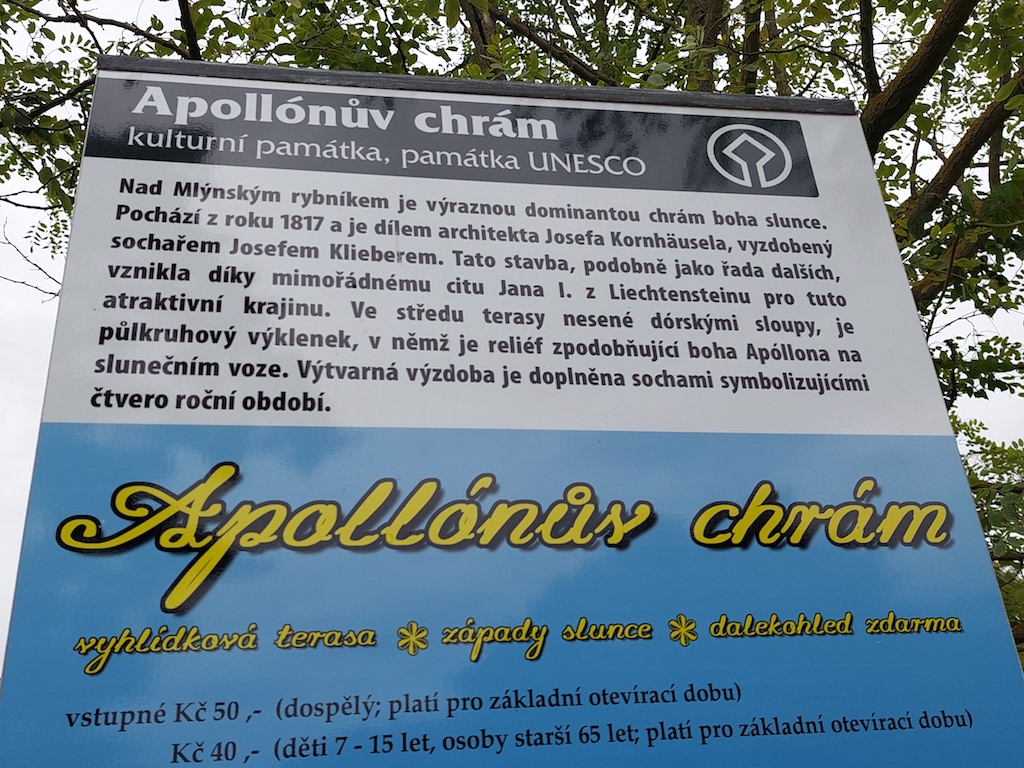 Apollónův chrám
kulturní památka, památka UNESCO
Nad Mlýnským rybníkem je výraznou dominantou chrám boha slunce.
Pochází z roku 1817 a je dílem architekta Josefa Kornhäusela, vyzdobený
sochařem Josefem Klieberem. Tato stavba, podobně jako řada dalších,
vznikla díky mimořádnému citu Jana I. z Liechtensteinu pro tuto
atraktivní krajinu. Ve středu terasy nesené dórskými sloupy, je
půlkruhový výklenek, v němž je reliéf zpodobňující boha Apóllona na
slunečním voze. Výtvarná výzdoba je doplněna sochami symbolizujícími
čtvero roční období.
Apollónův chrám
vyhlídková terasa * západy slunce * dalekohled zdarma
vstupné Kč 50 ,- (dospělý; platí pro základní otevírací dobu)
Kč 40 ,- (děti 7 - 15 let, osoby starší 65 let; platí pro základní otevírací dobu)